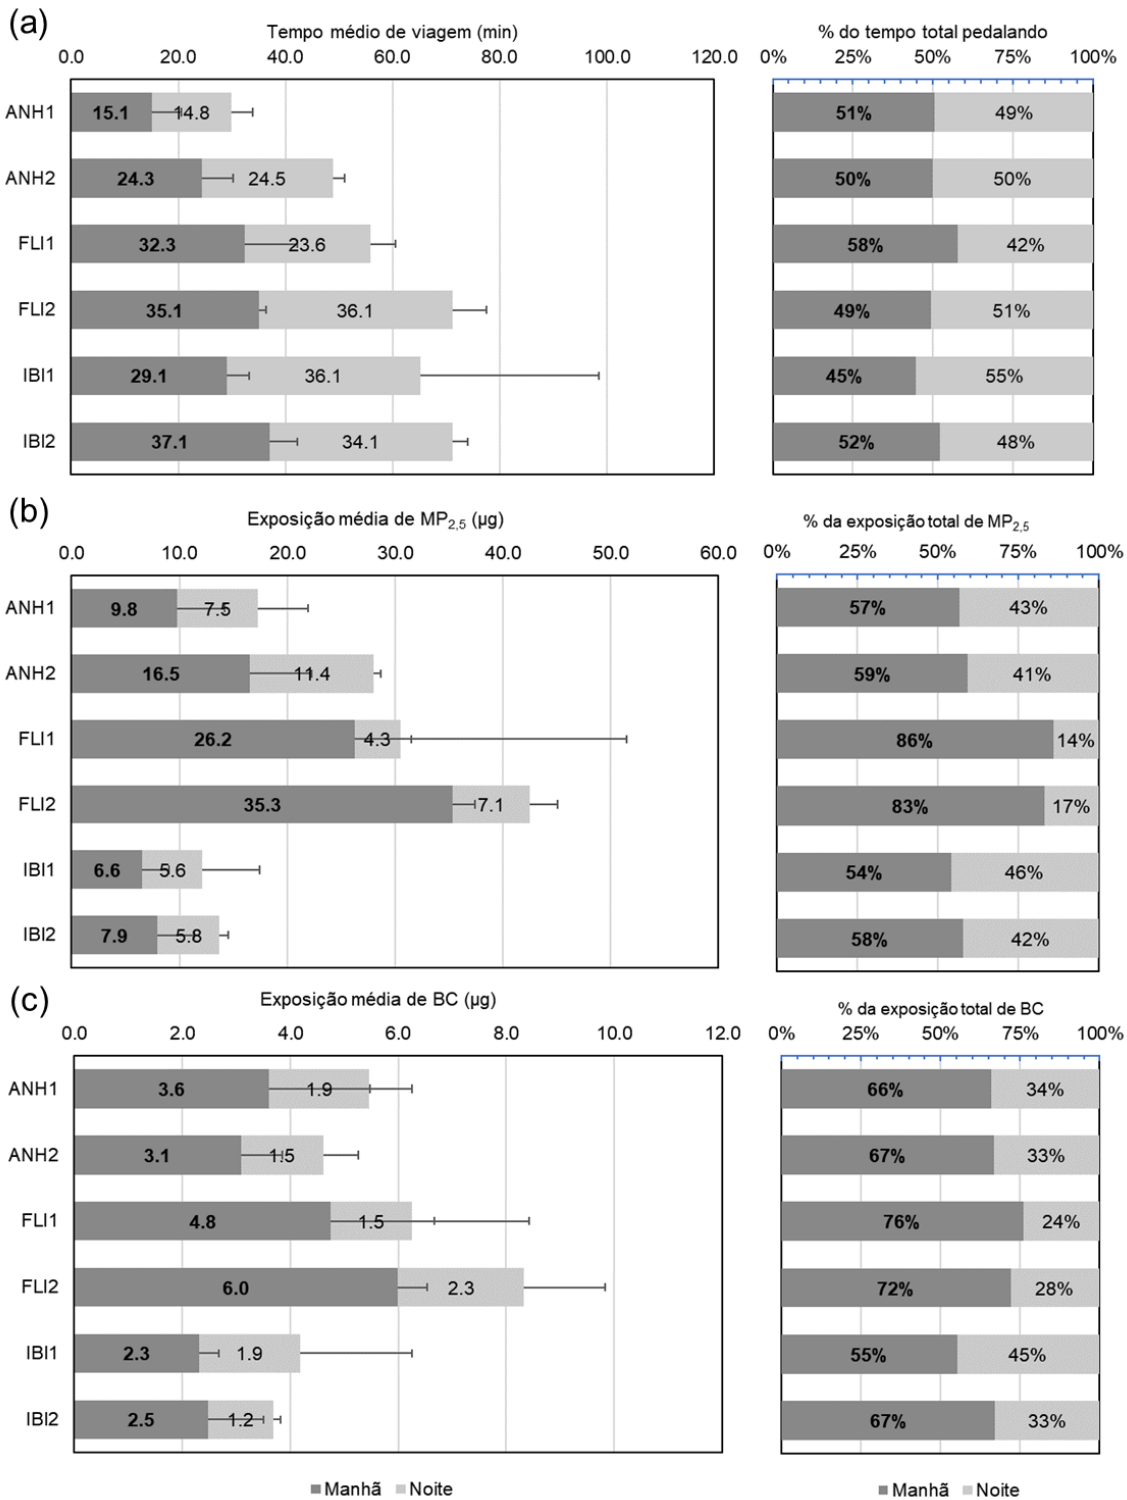 (a)
Tempo médio de viagem (min)
0.0 20.0 40.0 60.0 80.0 100.0 120.0
ANH1 15.1 14.8
ANH2 24.3 24.5
FLI1 32.3 23.6
FLI2 35.1 36.1
IBI1 29.1 36.1
IBI2 37.1 34.1
% do tempo total pedalando
0% 25% 50% 75% 100%
51% 49%
50% 50%
58% 42%
49% 51%
45% 55%
52% 48%
(b)
Exposição média de MP2,5 (µg)
0.0 10.0 20.0 30.0 40.0 50.0 60.0
ANH1 9.8 7.5
ANH2 16.5 11.4
FLI1 26.2 4.3
FLI2 35.3 7.1
IBI1 6.6 5.6
IBI2 7.9 5.8
% da exposição total de MP2,5
0% 25% 50% 75% 100%
57% 43%
59% 41%
86% 14%
83% 17%
54% 46%
58% 42%
(c)
Exposição média de BC (µg)
0.0 2.0 4.0 6.0 8.0 10.0 12.0
ANH1 3.6 1.9
ANH2 3.1 1.5
FLI1 4.8 1.5
FLI2 6.0 2.3
IBI1 2.3 1.9
IBI2 2.5 1.2
Manhã Noite
% da exposição total de BC
0% 25% 50% 75% 100%
66% 34%
67% 33%
76% 24%
72% 28%
55% 45%
67% 33%
Manhã Noite